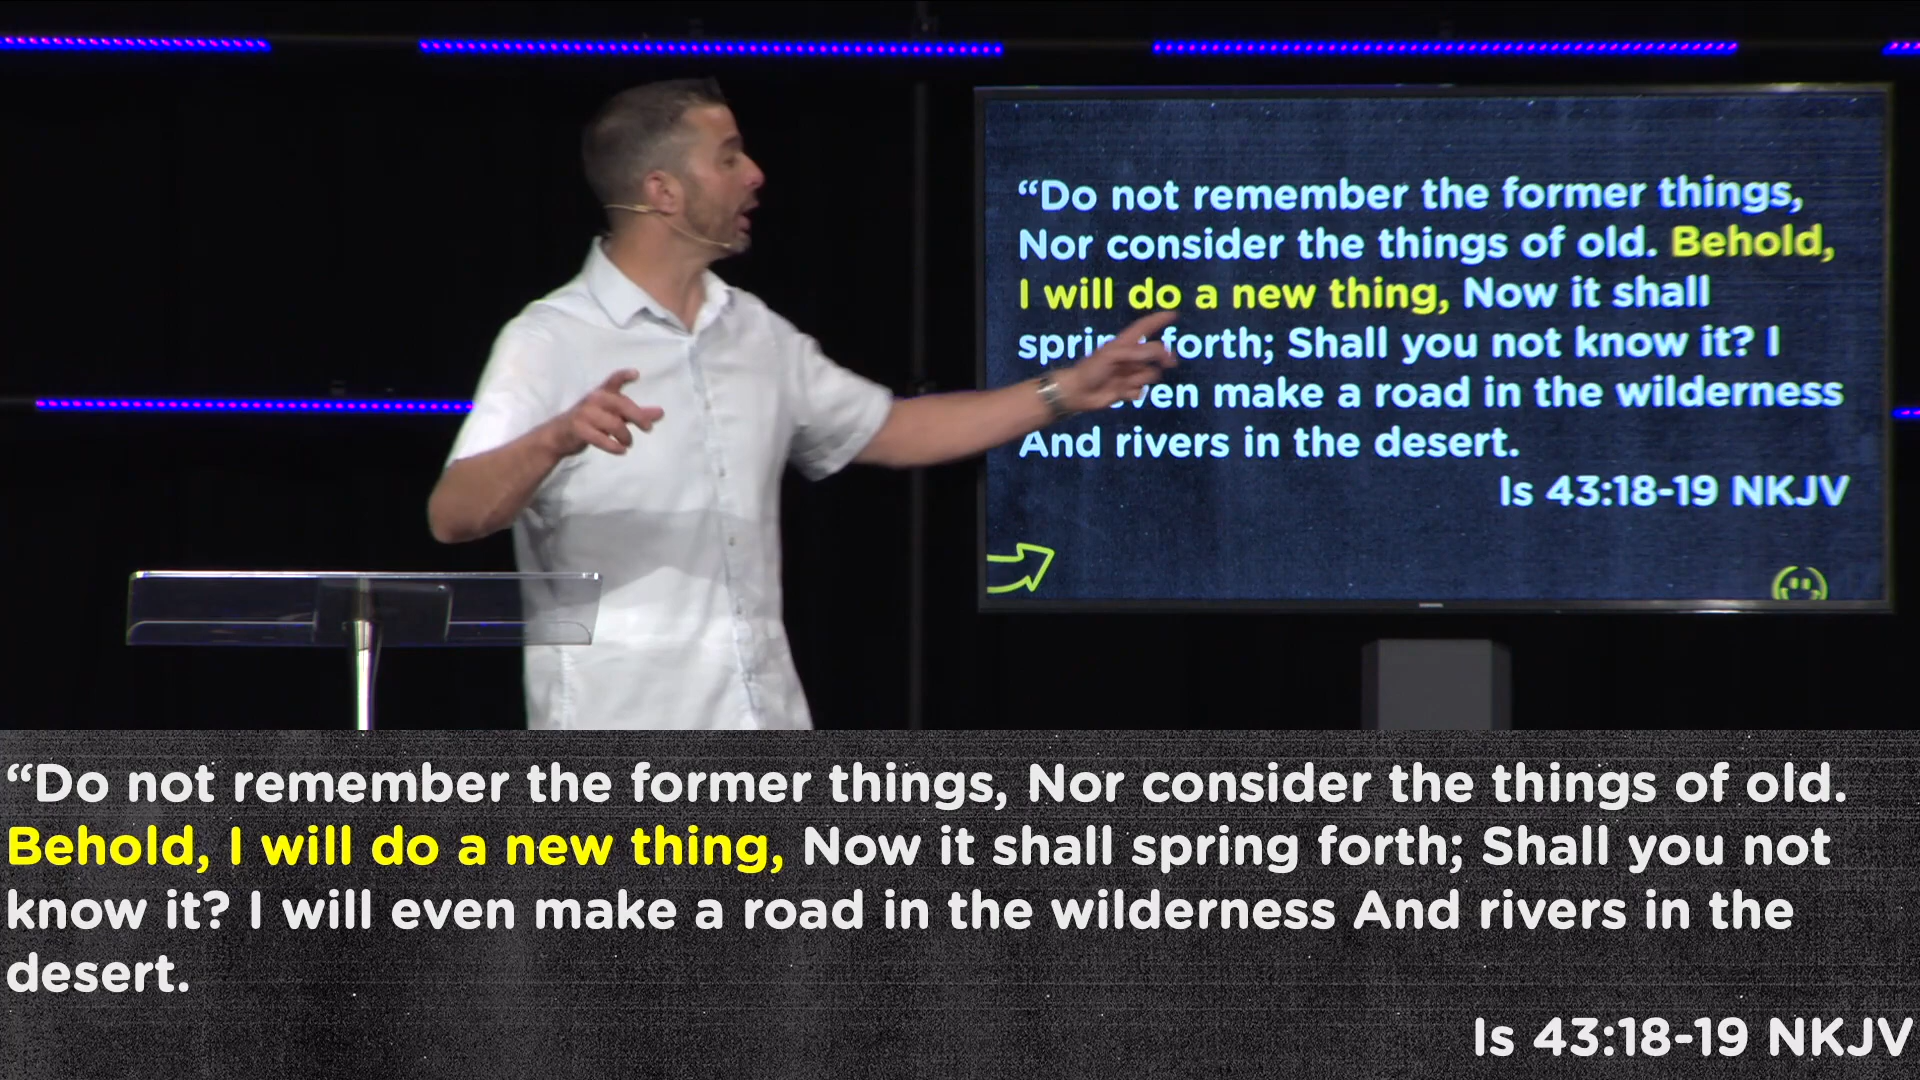 “Do not remember the former things,
Nor consider the things of old. Behold,
I will do a new thing, Now it shall
forth; Shall you not know it? I
even make a road in the wilderness
And rivers in the desert.
Is 43:18-19 NKJV
“Do not remember the former things, Nor consider the things of old.
Behold, I will do a new thing, Now it shall spring forth; Shall you not
know it? I will even make a road in the wilderness And rivers in the
desert.
Is 43:18-19 NKJV